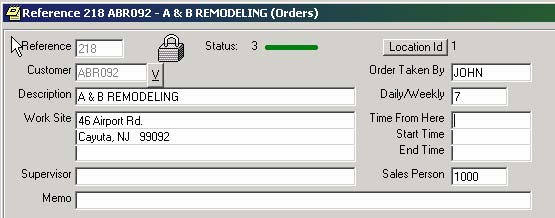 Reference 218 ABR092 - A & B REMODELING (Orders)
Reference 218 Status: 3 Location Id 1
Customer ABR092 V Order Taken By JOHN
Description A & B REMODELING Daily/Weekly 7
Work Site 46 Airport Rd. Time From Here
Cayuta, NJ 99092 Start Time
End Time
Supervisor Sales Person 1000
Memo